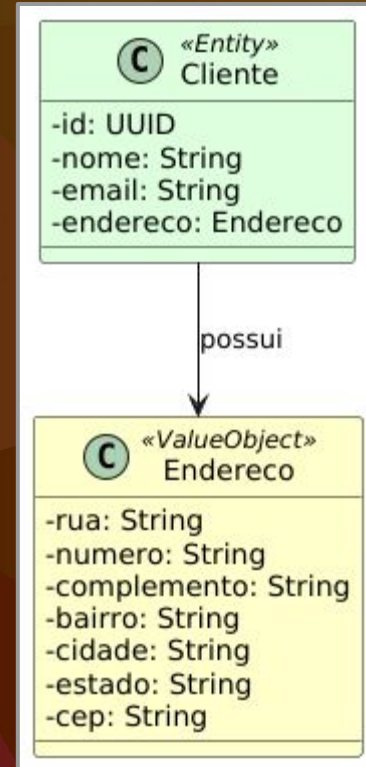 C «Entity»
Cliente
-id: UUID
-nome: String
-email: String
-endereco: Endereco
possui
C «ValueObject»
Endereco
-rua: String
-numero: String
-complemento: String
-bairro: String
-cidade: String
-estado: String
-cep: String